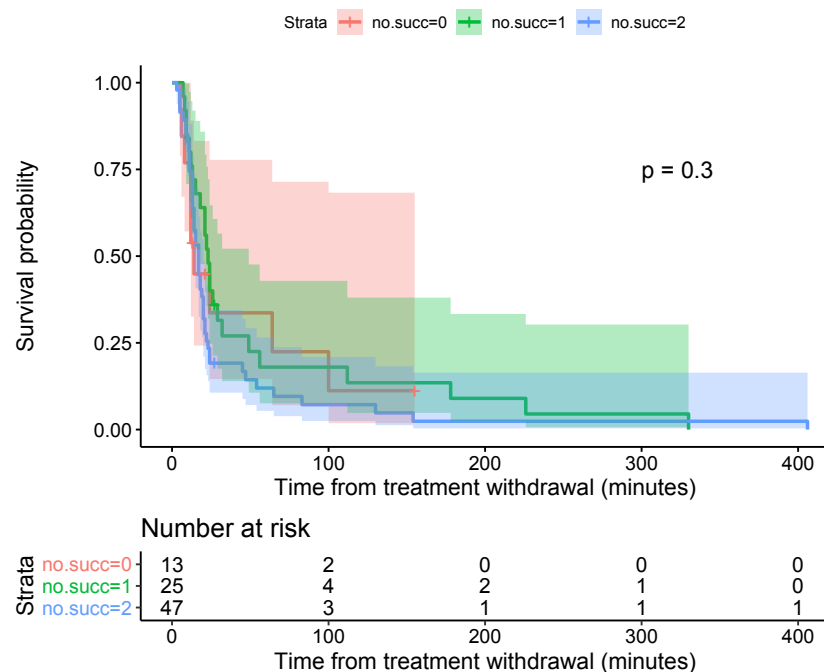 Strata no.succ=0 no.succ=1 no.succ=2
1.00
0.75
0.50
0.25
0.00
Survival probability
p = 0.3
0 100 200 300 400
Time from treatment withdrawal (minutes)
Number at risk
Strata
no.succ=0 13 2 0 0 0
no.succ=1 25 4 2 1 0
no.succ=2 47 3 1 1 1
0 100 200 300 400
Time from treatment withdrawal (minutes)